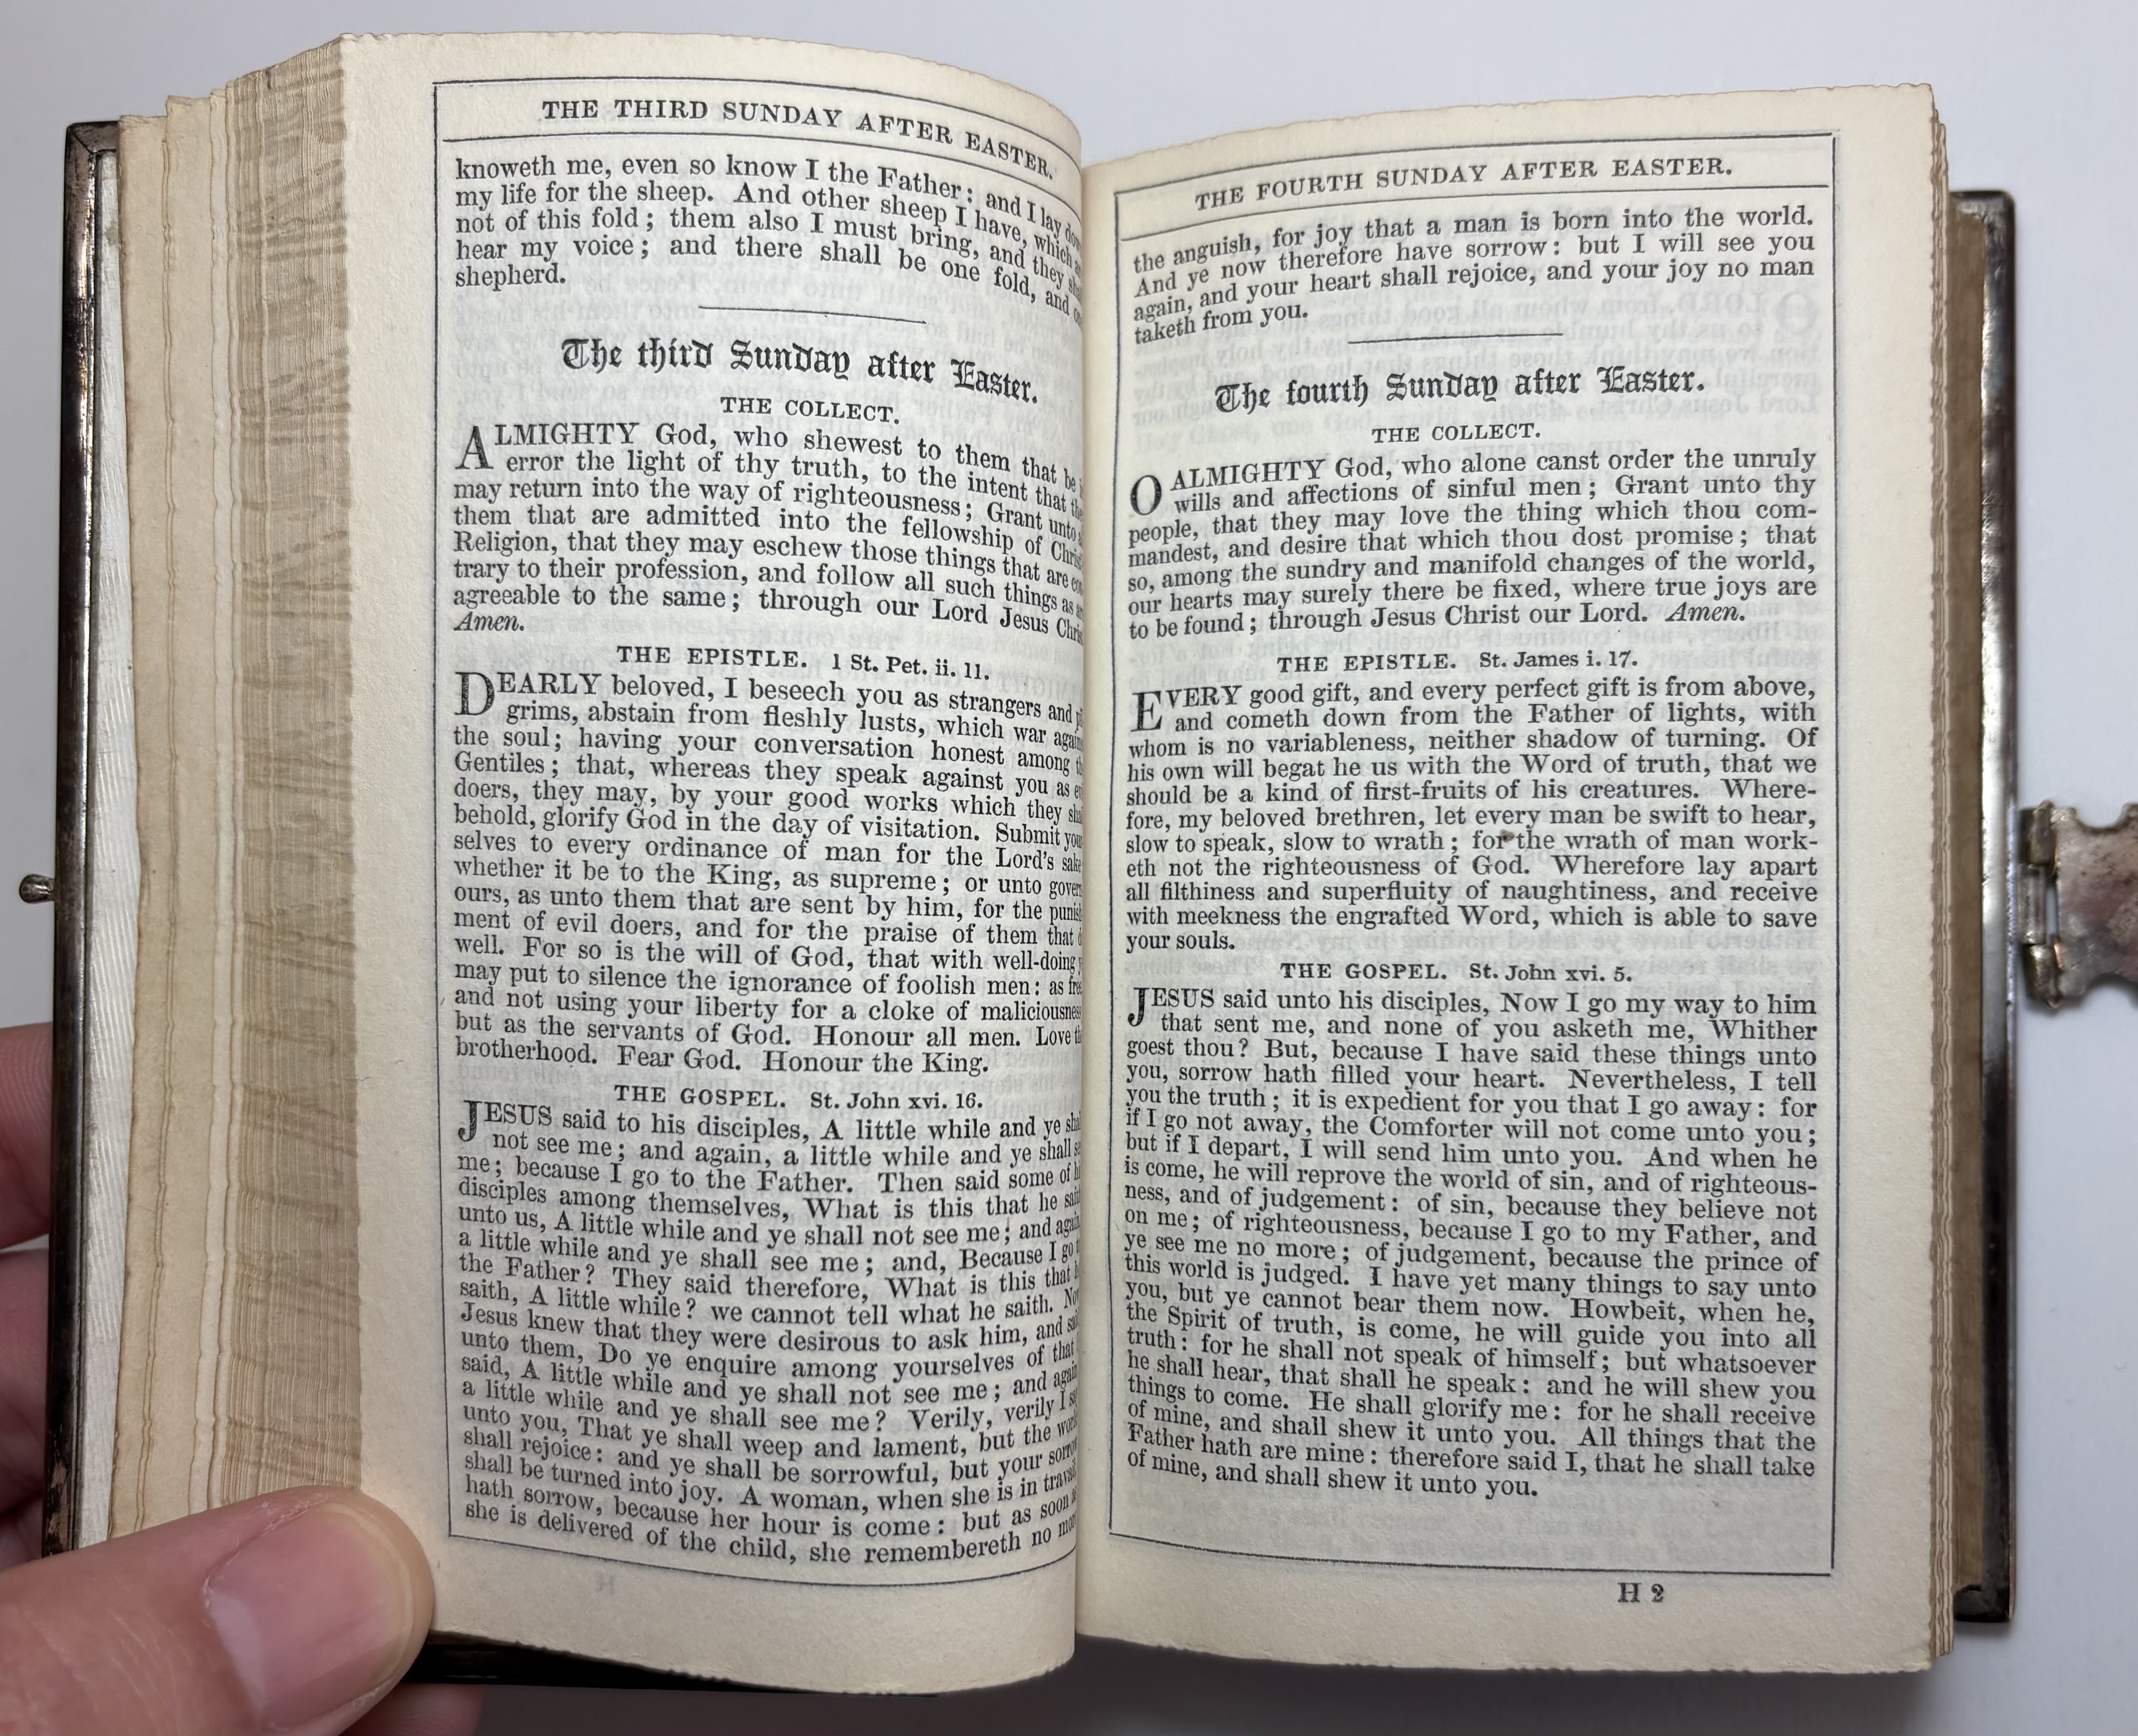 THE THIRD SUNDAY AFTER EASTER.
knoweth me, even so know I the Father: and I lay
my life for the sheep. And other sheep I have, which
not of this fold; them also I must bring, and they
hear my voice; and there shall be one fold, and
shepherd.
The third Sunday after Easter.
THE COLLECT.
ALMIGHTY God, who shewest to them that be
error the light of thy truth, to the intent that
may return into the way of righteousness; Grant unto
them that are admitted into the fellowship of
Religion, that they may eschew those things that are
trary to their profession, and follow all such things as
agreeable to the same; through our Lord Jesus
Amen.
THE EPISTLE. 1 St. Pet. ii. 11.
DEARLY beloved, I beseech you as strangers and
grims, abstain from fleshly lusts, which war
the soul; having your conversation honest among
Gentiles; that, whereas they speak against you as
doers, they may, by your good works which they
behold, glorify God in the day of visitation. Submit
selves to every ordinance of man for the Lord's
whether it be to the King, as supreme; or unto
ours, as unto them that are sent by him, for the
ment of evil doers, and for the praise of them that
well. For so is the will of God, that with well-doing
may put to silence the ignorance of foolish men: as
and not using your liberty for a cloke of
but as the servants of God. Honour all men. Love
brotherhood. Fear God. Honour the King.
THE GOSPEL. St. John xvi. 16.
JESUS said to his disciples, A little while and ye
not see me; and again, a little while and ye shall
me; because I go to the Father. Then said some of
disciples among themselves, What is this that he
unto us, A little while and ye shall not see me; and
a little while and ye shall see me; and, Because I go
the Father? They said therefore, What is this that
saith, A little while? we cannot tell what he saith.
Jesus knew that they were desirous to ask him, and
unto them, Do ye enquire among yourselves of that
said, A little while and ye shall not see me; and
a little while and ye shall see me? Verily, verily I
unto you, That ye shall weep and lament, but the
shall rejoice: and ye shall be sorrowful, but your
shall be turned into joy. A woman, when she is in
hath sorrow, because her hour is come: but as soon
she is delivered of the child, she remembereth no
THE FOURTH SUNDAY AFTER EASTER.
the anguish, for joy that a man is born into the world.
And ye now therefore have sorrow: but I will see you
again, and your heart shall rejoice, and your joy no man
taketh from you.
The fourth Sunday after Easter.
THE COLLECT.
O ALMIGHTY God, who alone canst order the unruly
wills and affections of sinful men; Grant unto thy
people, that they may love the thing which thou com-
mandest, and desire that which thou dost promise; that
so, among the sundry and manifold changes of the world,
our hearts may surely there be fixed, where true joys are
to be found; through Jesus Christ our Lord. Amen.
THE EPISTLE. St. James i. 17.
EVERY good gift, and every perfect gift is from above,
and cometh down from the Father of lights, with
whom is no variableness, neither shadow of turning. Of
his own will begat he us with the Word of truth, that we
should be a kind of first-fruits of his creatures. Where-
fore, my beloved brethren, let every man be swift to hear,
slow to speak, slow to wrath; for the wrath of man work-
eth not the righteousness of God. Wherefore lay apart
all filthiness and superfluity of naughtiness, and receive
with meekness the engrafted Word, which is able to save
your souls.
THE GOSPEL. St. John xvi. 5.
JESUS said unto his disciples, Now I go my way to him
that sent me, and none of you asketh me, Whither
goest thou? But, because I have said these things unto
you, sorrow hath filled your heart. Nevertheless, I tell
you the truth; it is expedient for you that I go away: for
if I go not away, the Comforter will not come unto you;
but if I depart, I will send him unto you. And when he
is come, he will reprove the world of sin, and of righteous-
ness, and of judgement: of sin, because they believe not
on me; of righteousness, because I go to my Father, and
ye see me no more; of judgement, because the prince of
this world is judged. I have yet many things to say unto
you, but ye cannot bear them now. Howbeit, when he,
the Spirit of truth, is come, he will guide you into all
truth: for he shall not speak of himself; but whatsoever
he shall hear, that shall he speak: and he will shew you
things to come. He shall glorify me: for he shall receive
of mine, and shall shew it unto you. All things that the
Father hath are mine: therefore said I, that he shall take
of mine, and shall shew it unto you.
H 2